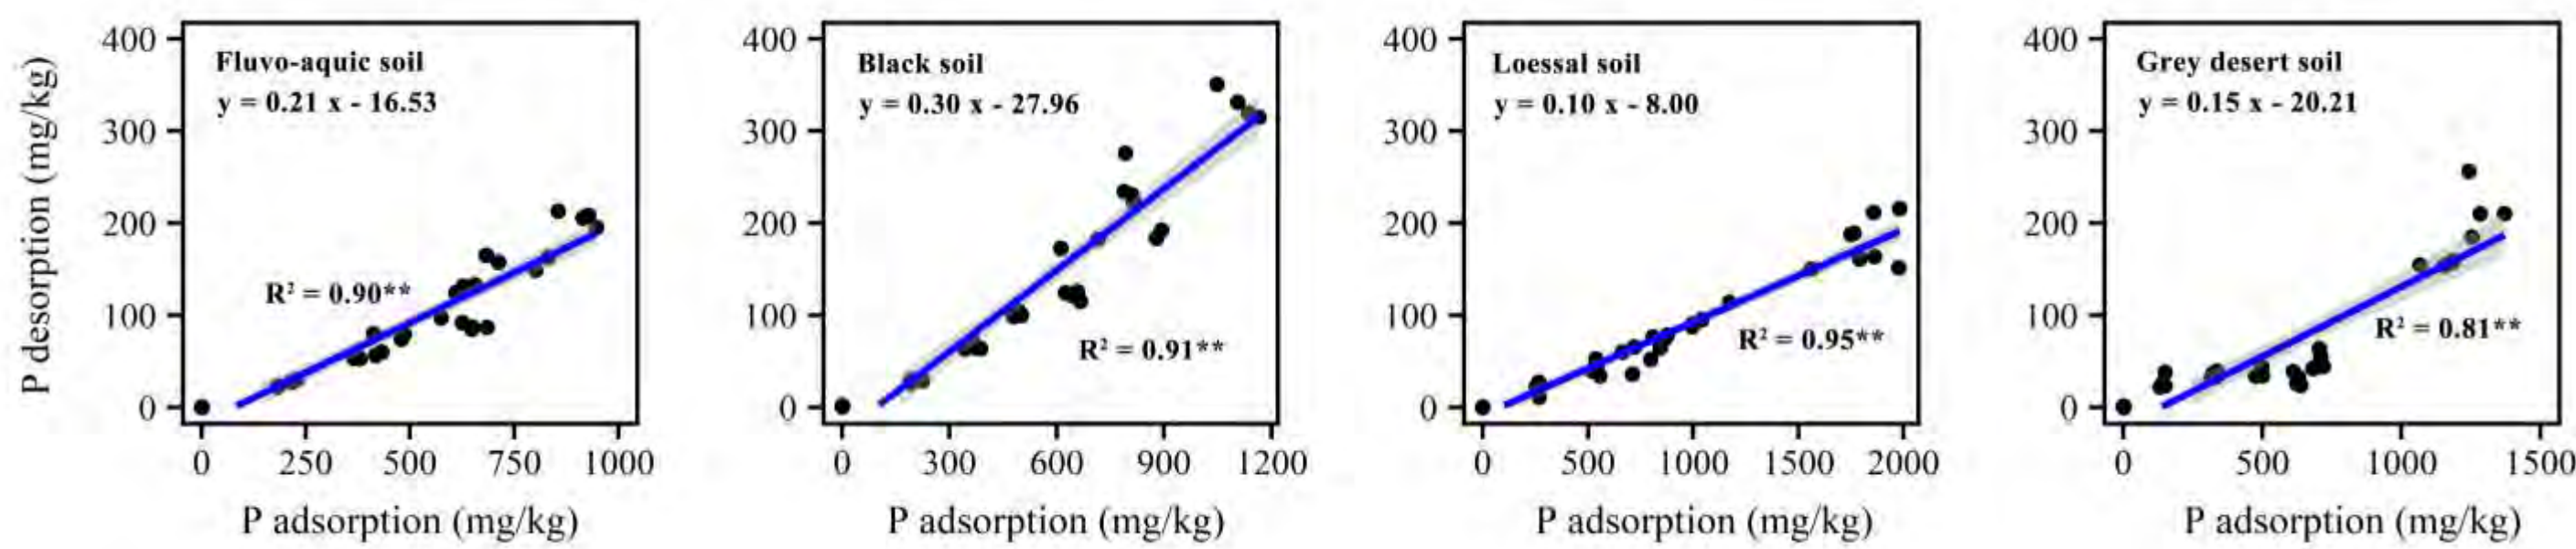 P desorption (mg/kg)
400
300
200
100
0
Fluvo-aquic soil
y = 0.21 x - 16.53
R² = 0.90**
0 250 500 750 1000
P adsorption (mg/kg)
400
300
200
100
0
Black soil
y = 0.30 x - 27.96
R² = 0.91**
0 300 600 900 1200
P adsorption (mg/kg)
400
300
200
100
0
Loessal soil
y = 0.10 x - 8.00
R² = 0.95**
0 500 1000 1500 2000
P adsorption (mg/kg)
400
300
200
100
0
Grey desert soil
y = 0.15 x - 20.21
R² = 0.81**
0 500 1000 1500
P adsorption (mg/kg)